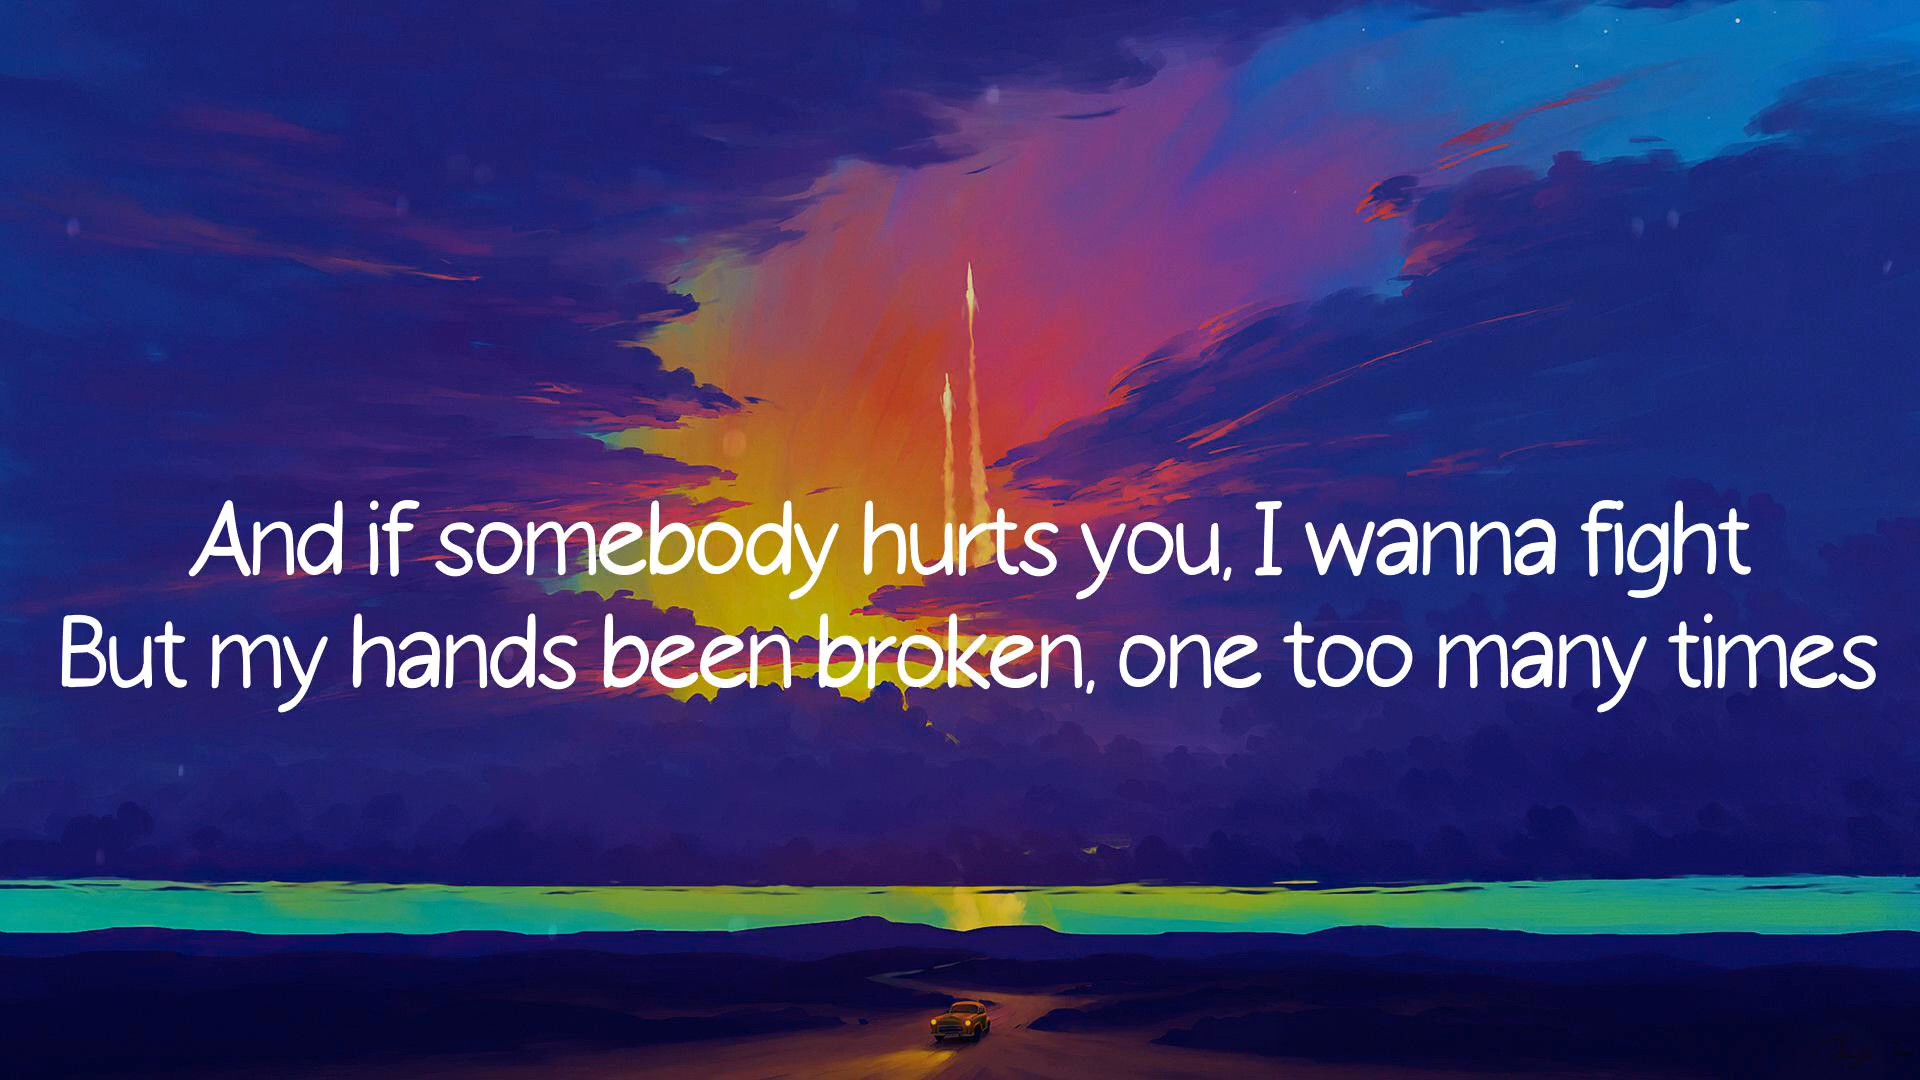 And if somebody hurts you, I wanna fight
But my hands been broken, one too many times